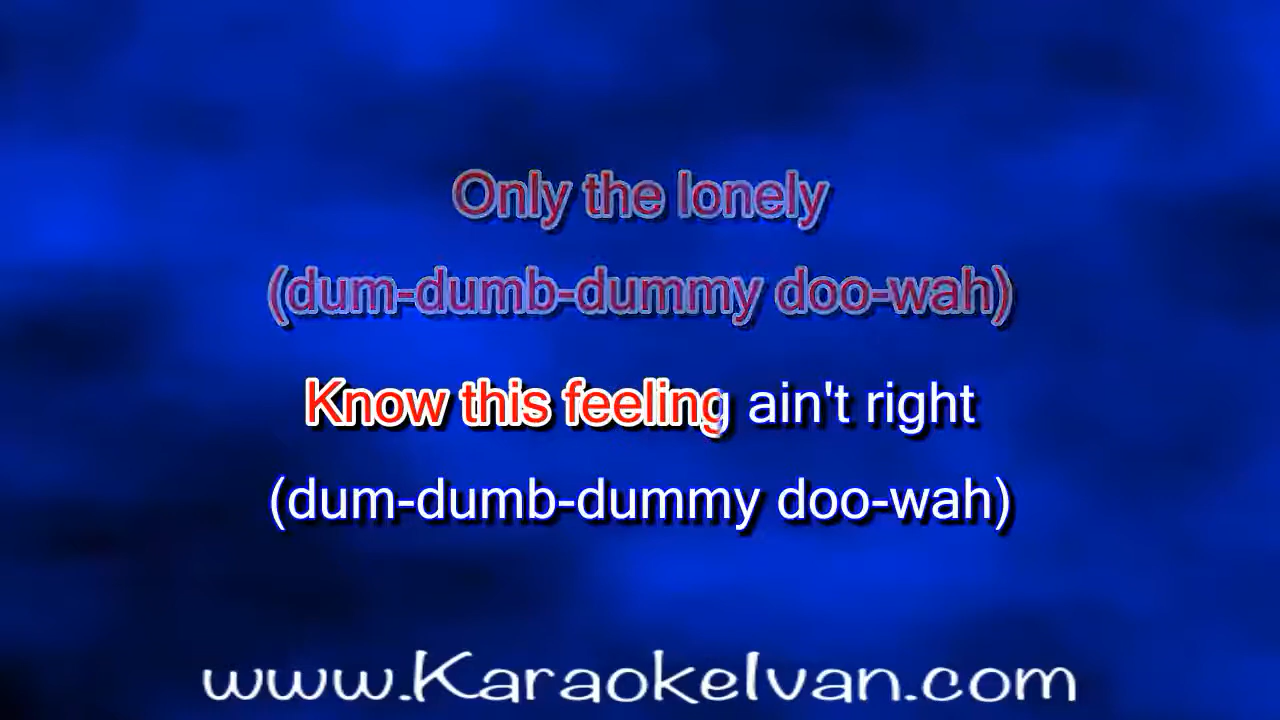 Only the lonely
(dum-dumb-dummy doo-wah)
Know this feeling ain't right
(dum-dumb-dummy doo-wah)
www.KaraokeIvan.com